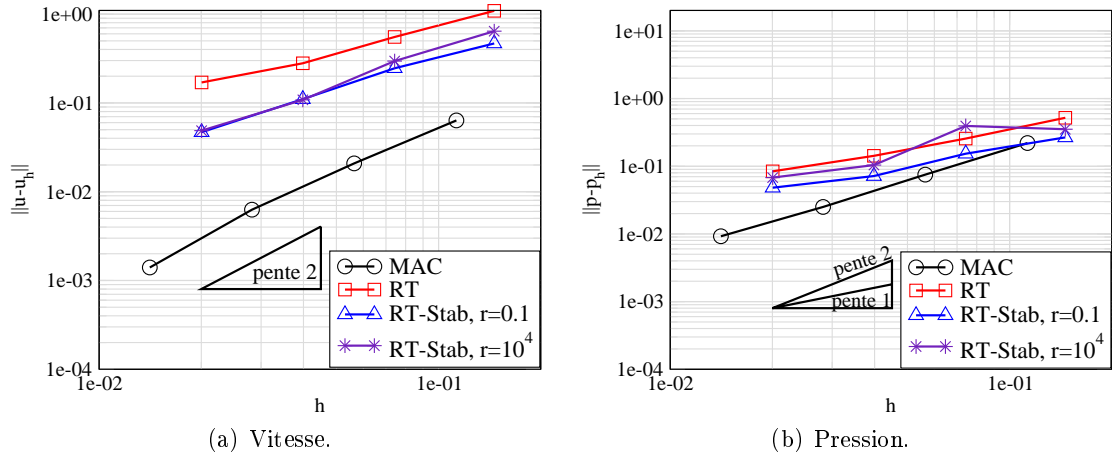 1e+00
1e-01
1e-02
1e-03
1e-04
||u-u_h||
pente 2
MAC
RT
RT-Stab, r=0.1
RT-Stab, r=10^4
1e-02
1e-01
h
(a) Vitesse.
1e+01
1e+00
1e-01
1e-02
1e-03
1e-04
||p-p_h||
pente 2
pente 1
MAC
RT
RT-Stab, r=0.1
RT-Stab, r=10^4
1e-02
1e-01
h
(b) Pression.